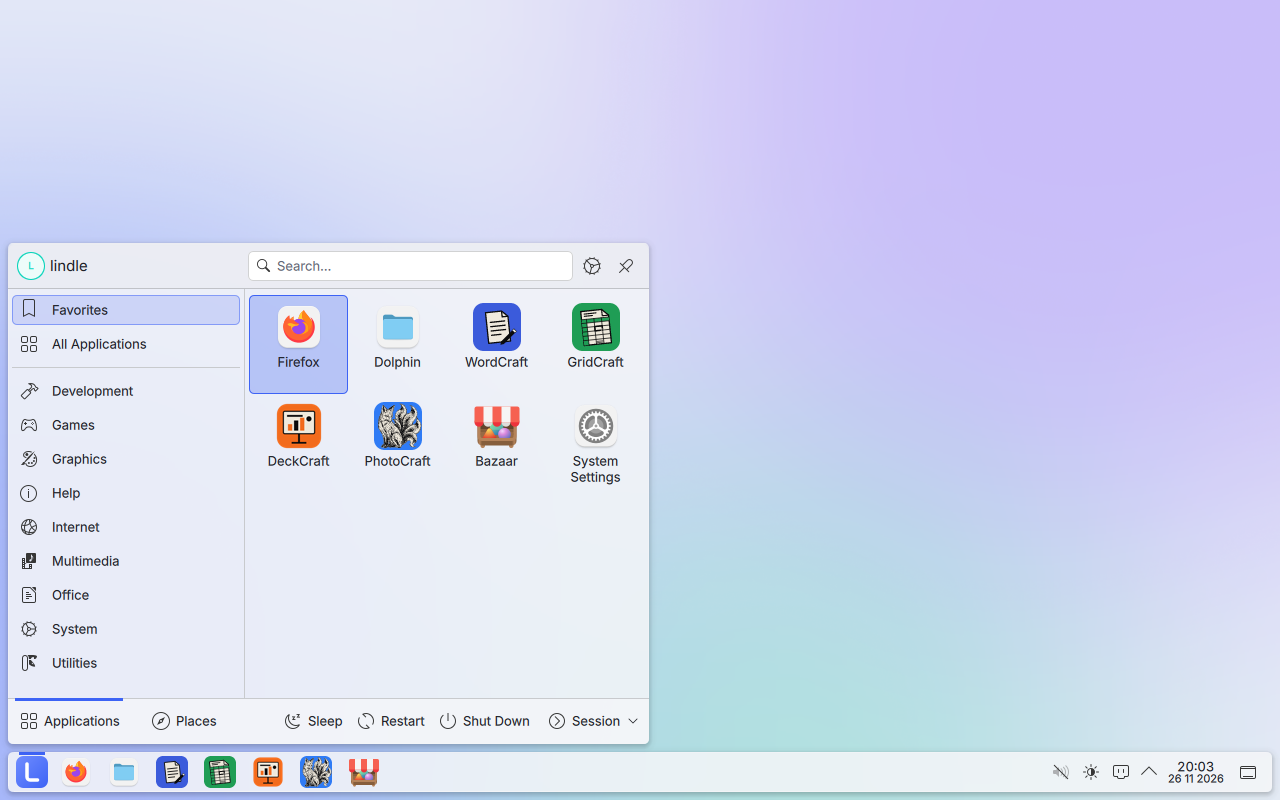 L lindle
Search...
Favorites
All Applications
Development
Games
Graphics
Help
Internet
Multimedia
Office
System
Utilities
Firefox
Dolphin
WordCraft
GridCraft
DeckCraft
PhotoCraft
Bazaar
System
Settings
Applications
Places
Sleep
Restart
Shut Down
Session
L
20:03
26 11 2026